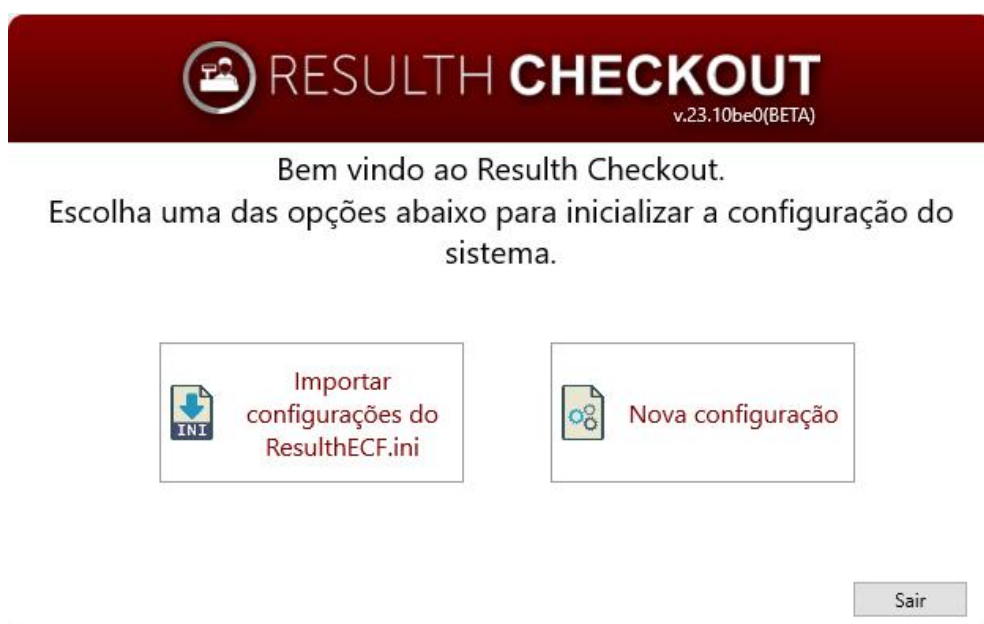 RESULTH CHECKOUT
v.23.10be0(BETA)
Bem vindo ao Resulth Checkout.
Escolha uma das opções abaixo para inicializar a configuração do
sistema.
Importar
configurações do
ResulthECF.ini
INI
Nova configuração
Sair